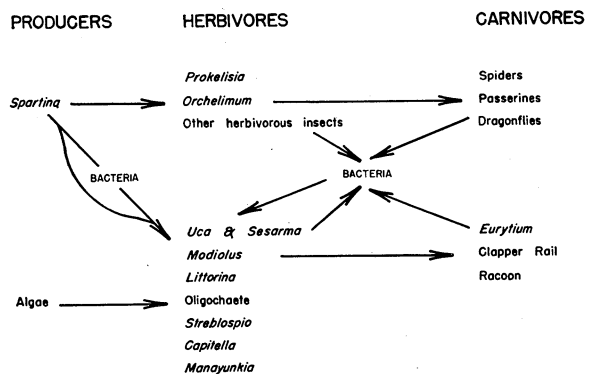 PRODUCERS
HERBIVORES
CARNIVORES
Spartina
BACTERIA
Algae
Prokelisia
Orchelimum
Other herbivorous insects
BACTERIA
Uca & Sesarma
Modiolus
Littorina
Oligochaete
Streblospio
Capitella
Manayunkia
Spiders
Passerines
Dragonflies
Eurytium
Clapper Rail
Racoon